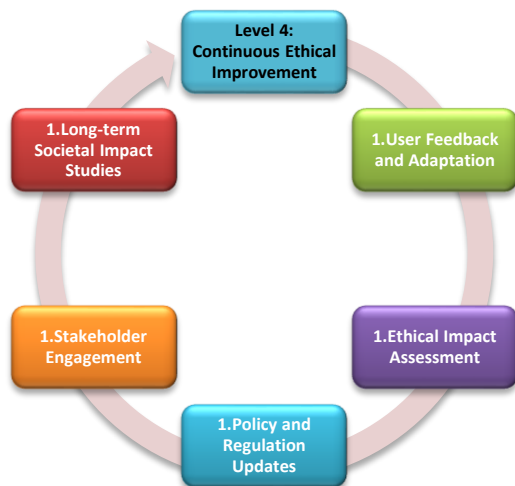 Level 4:
Continuous Ethical
Improvement
1.User Feedback
and Adaptation
1.Ethical Impact
Assessment
1.Policy and
Regulation
Updates
1.Stakeholder
Engagement
1.Long-term
Societal Impact
Studies